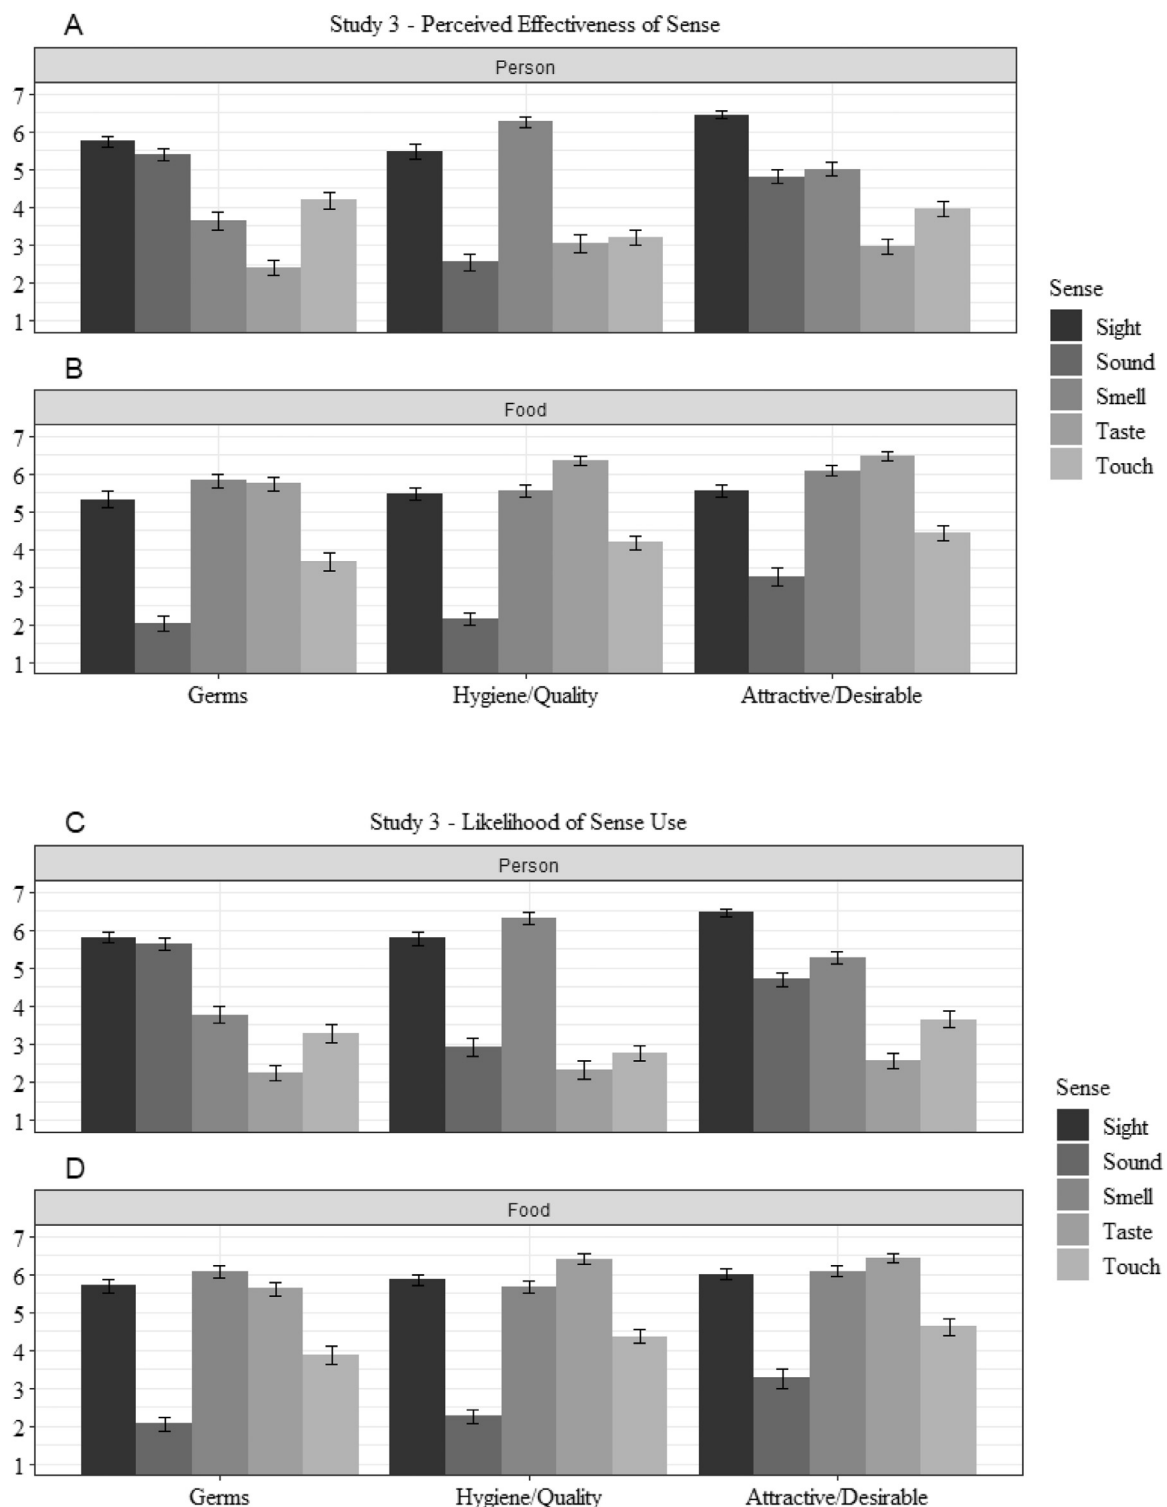 A
Study 3 - Perceived Effectiveness of Sense
Person
7
6
5
4
3
2
1
B
Food
7
6
5
4
3
2
1
Germs
Hygiene/Quality
Attractive/Desirable
Sense
Sight
Sound
Smell
Taste
Touch
C
Study 3 - Likelihood of Sense Use
Person
7
6
5
4
3
2
1
D
Food
7
6
5
4
3
2
1
Germs
Hygiene/Quality
Attractive/Desirable
Sense
Sight
Sound
Smell
Taste
Touch